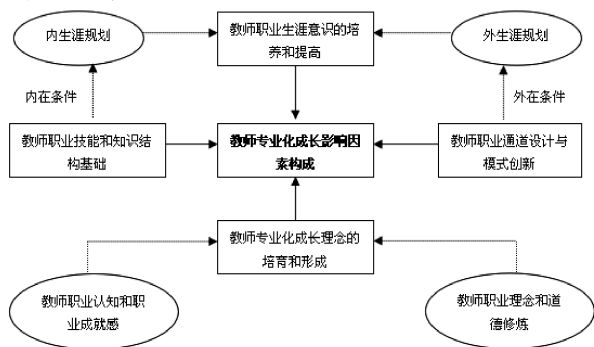 内生涯规划
教师职业生涯意识的培
养和提高
外生涯规划
内在条件
外在条件
教师职业技能和知识结
构基础
教师专业化成长影响因
素构成
教师职业通道设计与
模式创新
教师专业化成长理念的
培育和形成
教师职业认知和职
业成就感
教师职业理念和道
德修炼